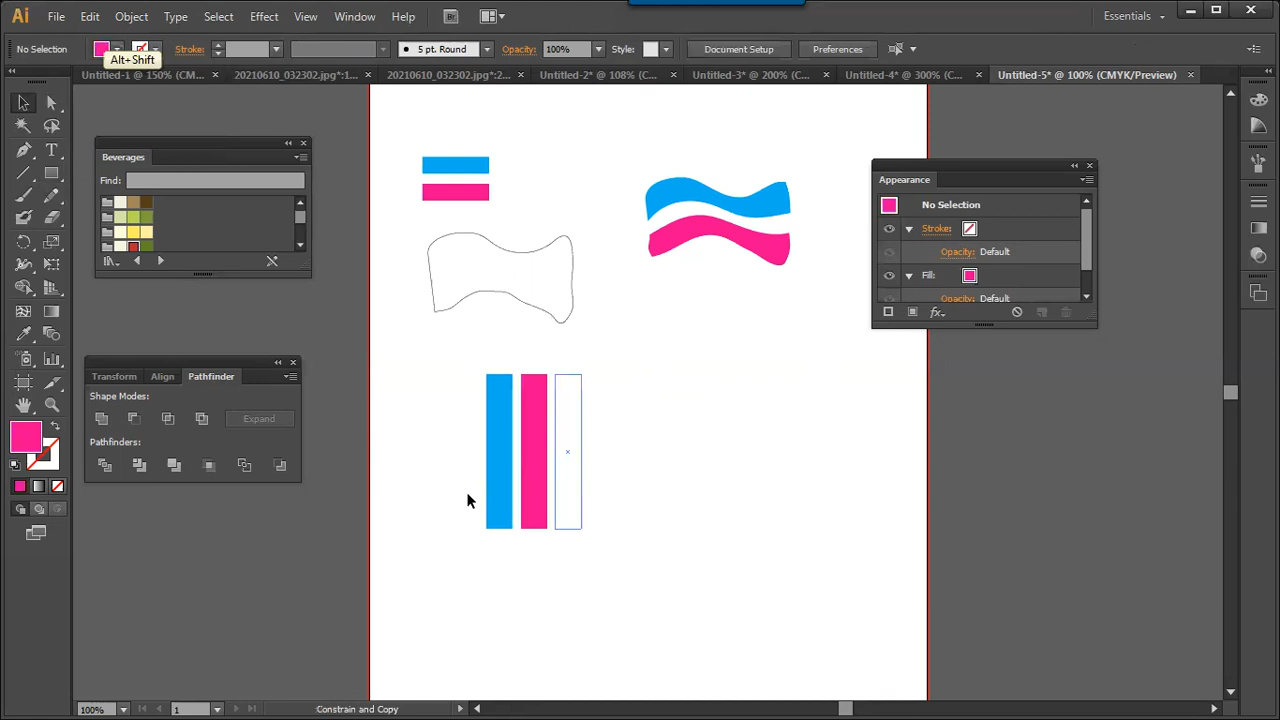 Ai File Edit Object Type Select Effect View Window Help Br Essentials
No Selection Stroke: 5 pt. Round Opacity: 100% Style: Document Setup Preferences
Alt+Shift
Untitled-1 @ 150% (CM... 20210610_032302.jpg*:1... 20210610_032302.jpg*:2... Untitled-2* @ 108% (C... Untitled-3* @ 200% (C... Untitled-4* @ 300% (C... Untitled-5* @ 100% (CMYK/Preview)
Beverages
Find:
Appearance
No Selection
Stroke:
Opacity: Default
Fill:
Opacity: Default
fx
Transform Align Pathfinder
Shape Modes:
Expand
Pathfinders:
100% 1 Constrain and Copy